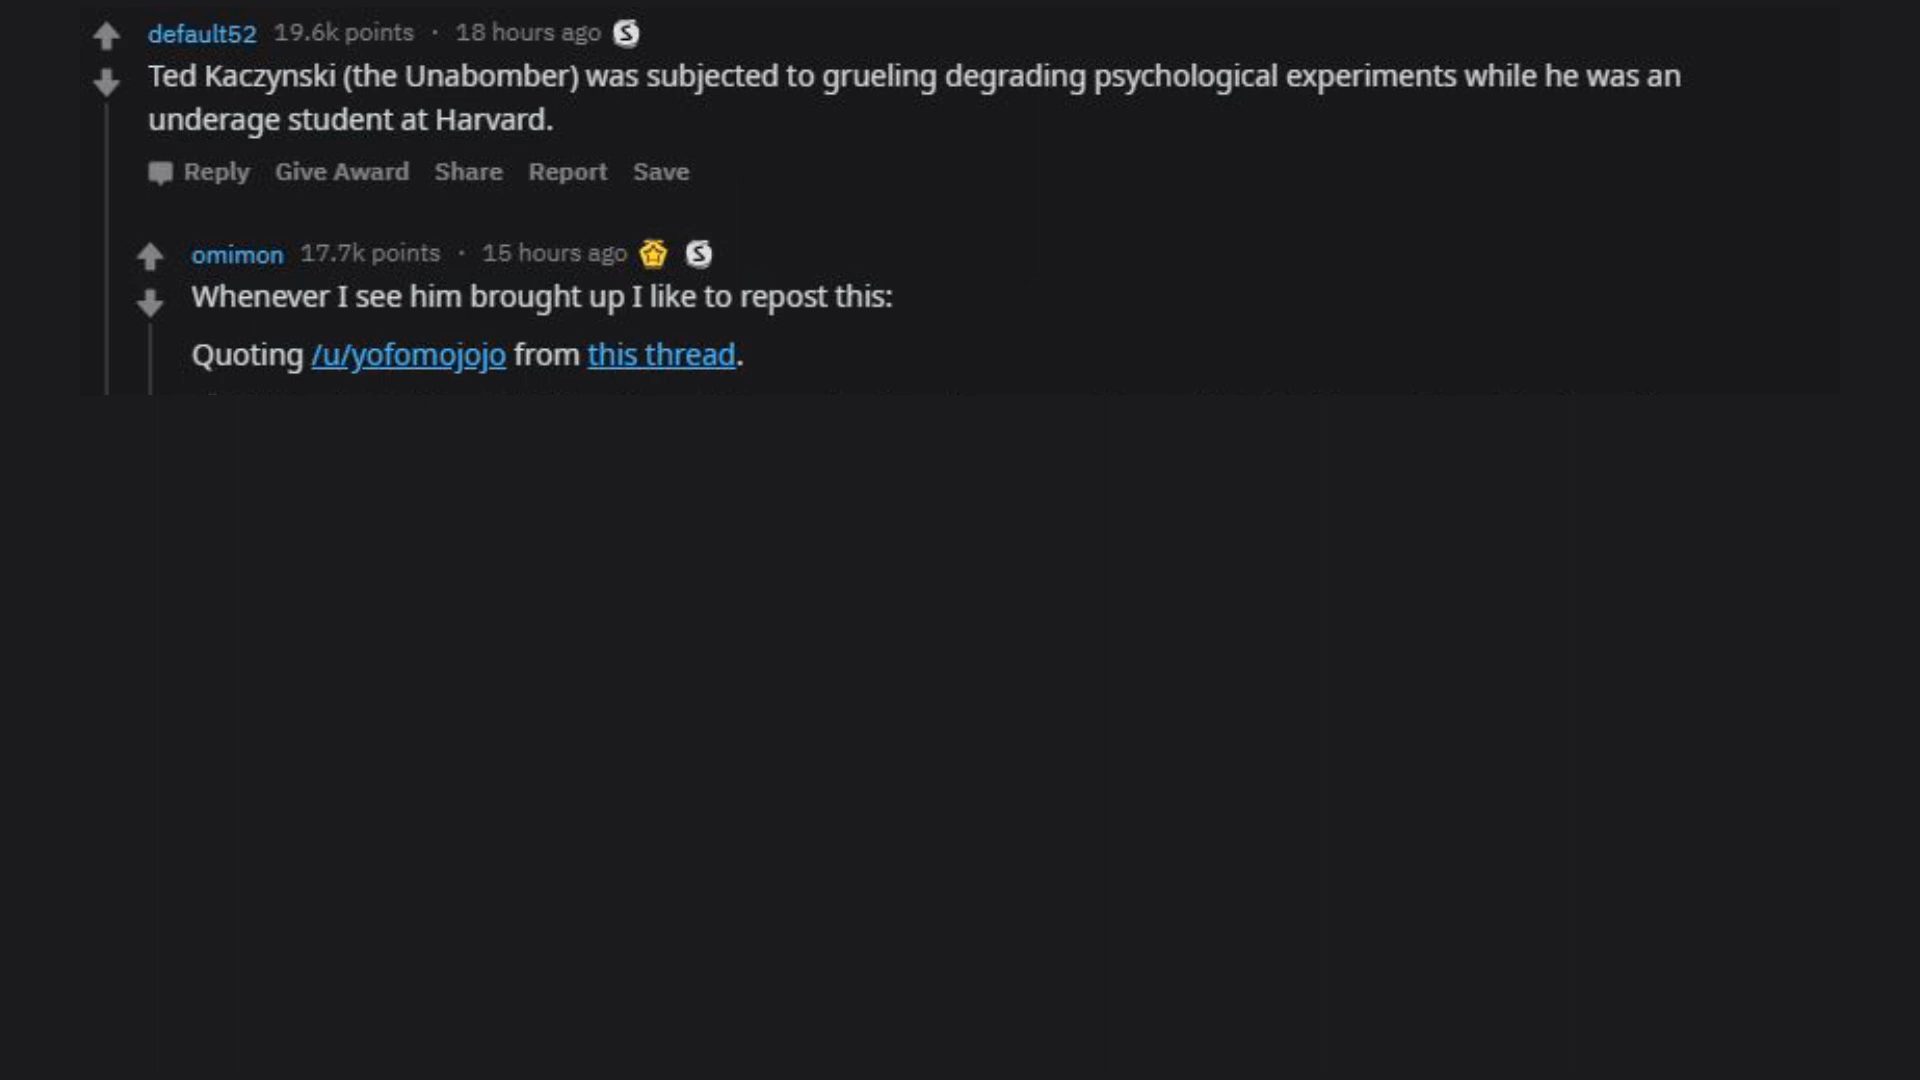 default52 19.6k points · 18 hours ago S
Ted Kaczynski (the Unabomber) was subjected to grueling degrading psychological experiments while he was an
underage student at Harvard.
Reply Give Award Share Report Save
omimon 17.7k points · 15 hours ago S
Whenever I see him brought up I like to repost this:
Quoting /u/yofomojojo from this thread.